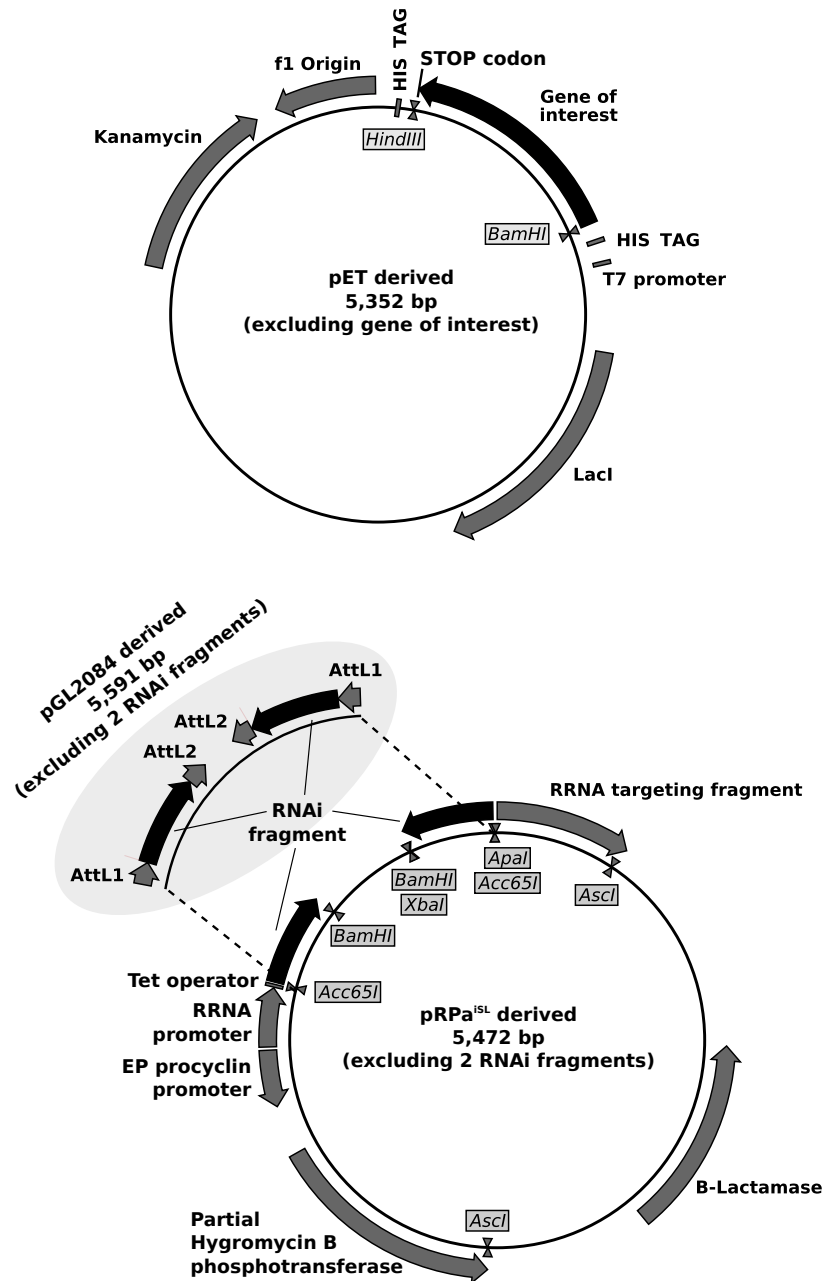 HIS TAG
f1 Origin
STOP codon
Gene of
interest
Kanamycin
HindIII
BamHI
HIS TAG
T7 promoter
pET derived
5,352 bp
(excluding gene of interest)
LacI
pGL2084 derived
5,591 bp
(excluding 2 RNAi fragments)
AttL1
AttL2
AttL2
AttL1
RNAi
fragment
RRNA targeting fragment
ApaI
Acc65I
BamHI
XbaI
AscI
BamHI
Tet operator
Acc65I
RRNA
promoter
EP procyclin
promoter
pRPaiSL derived
5,472 bp
(excluding 2 RNAi fragments)
B-Lactamase
AscI
Partial
Hygromycin B
phosphotransferase